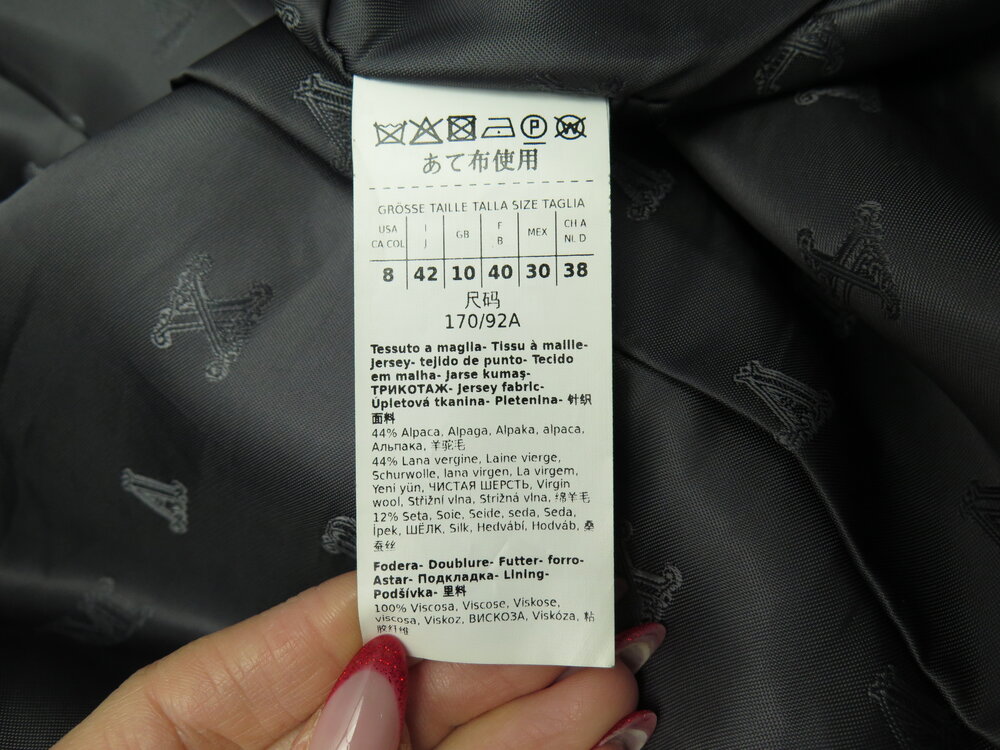 P W
あて布使用
GRÖSSE TAILLE TALLA SIZE TAGLIA
USA I GB F MEX CH A
CA COL J B NL D
8 42 10 40 30 38
尺码
170/92A
Tessuto a maglia- Tissu à maille-
Jersey- tejido de punto- Tecido
em malha- Jarse kumaş-
ТРИКОТАЖ- Jersey fabric-
Úpletová tkanina- Pletenina- 针织
面料
44% Alpaca, Alpaga, Alpaka, alpaca,
Альпака, 羊驼毛
44% Lana vergine, Laine vierge,
Schurwolle, lana virgen, La virgem,
Yeni yün, ЧИСТАЯ ШЕРСТЬ, Virgin
wool, Střižní vlna, Strižná vlna, 绵羊毛
12% Seta, Soie, Seide, seda, Seda,
İpek, ШЁЛК, Silk, Hedvábí, Hodváb, 桑
蚕丝
Fodera- Doublure- Futter- forro-
Astar- Подкладка- Lining-
Podšívka- 里料
100% Viscosa, Viscose, Viskose,
viscosa, Viskoz, ВИСКОЗА, Viskóza, 粘
胶纤维